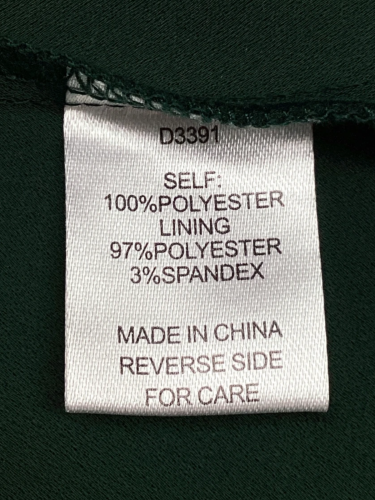 D3391
SELF:
100%POLYESTER
LINING
97%POLYESTER
3%SPANDEX
MADE IN CHINA
REVERSE SIDE
FOR CARE